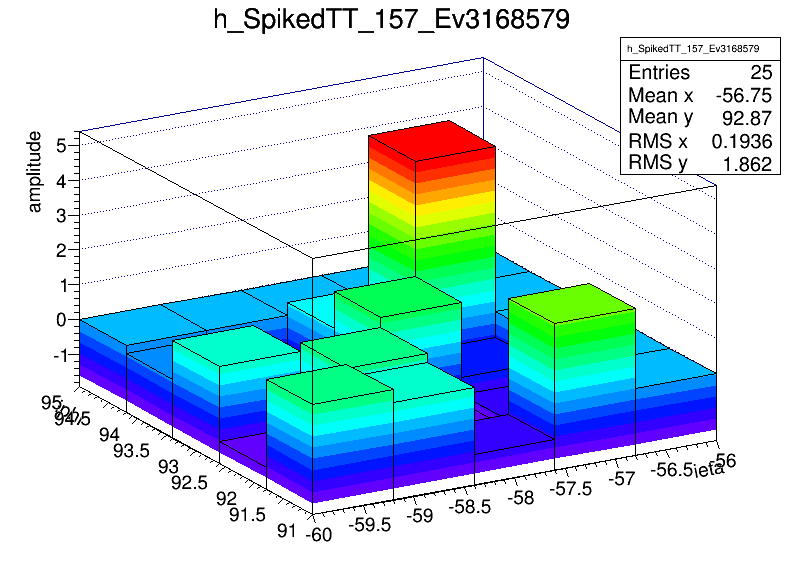 h_SpikedTT_157_Ev3168579
h_SpikedTT_157_Ev3168579
Entries 25
Mean x -56.75
Mean y 92.87
RMS x 0.1936
RMS y 1.862
amplitude
5
4
3
2
1
0
-1
95
94.5
94
93.5
93
92.5
92
91.5
91
-60
-59.5
-59
-58.5
-58
-57.5
-57
-56.5
-56
ieta